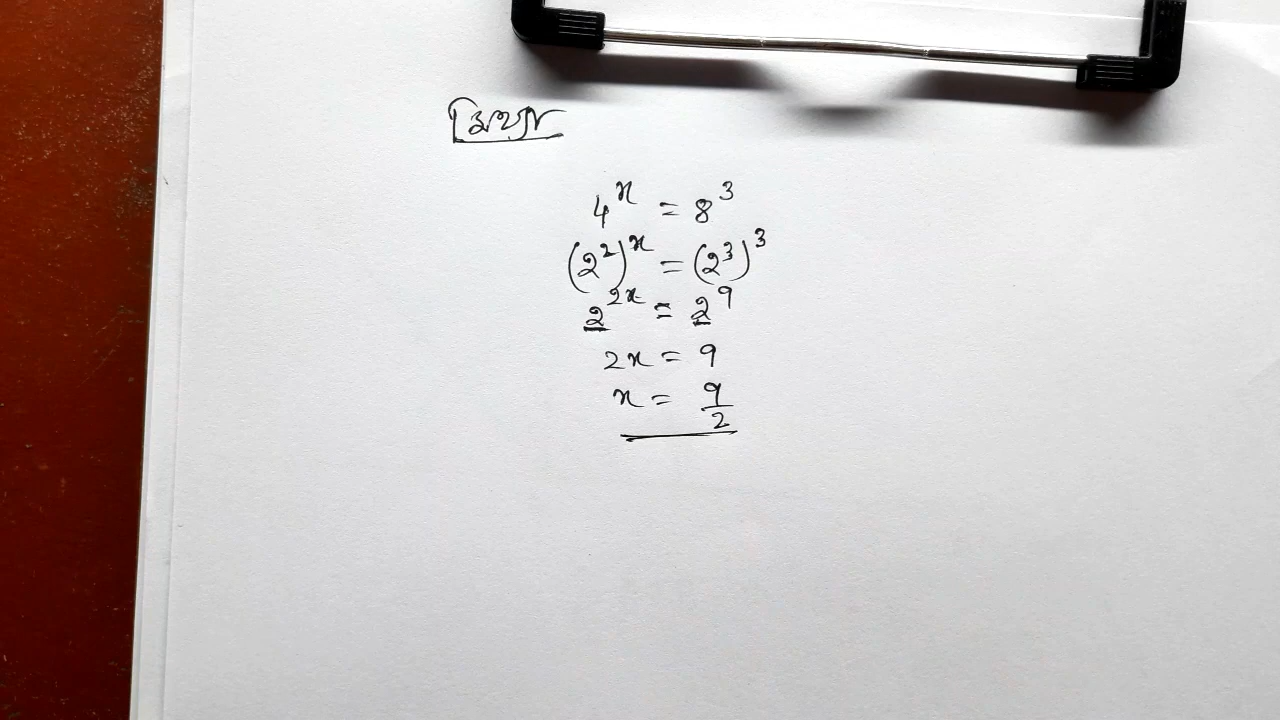 মিথ্যা
4^x = 8^3
(2^2)^x = (2^3)^3
2^2x = 2^9
2x = 9
x = 9/2